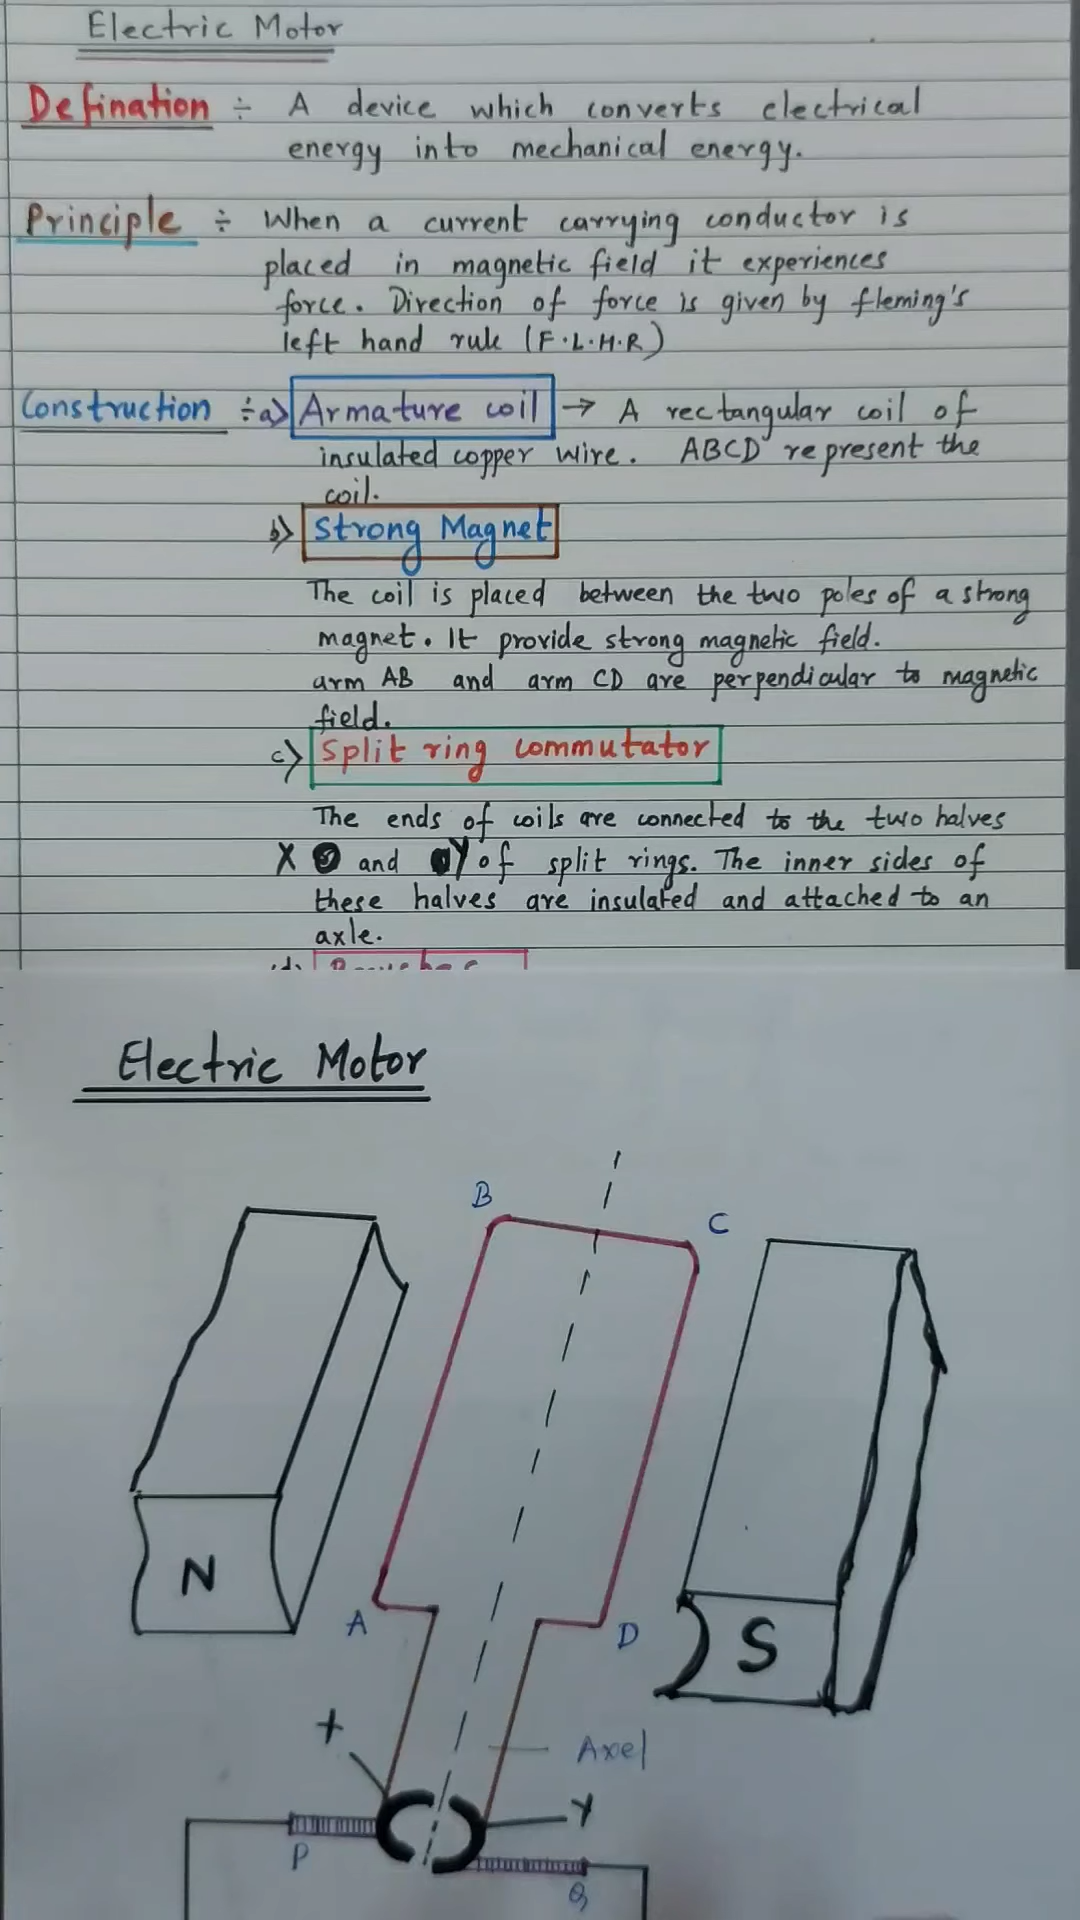 Electric Motor
Defination ÷ A device which converts electrical
energy into mechanical energy.
Principle ÷ When a current carrying conductor is
placed in magnetic field it experiences
force. Direction of force is given by fleming's
left hand rule (F.L.H.R)
Construction ÷ a) Armature coil → A rectangular coil of
insulated copper wire. ABCD represent the
coil.
b) Strong Magnet
The coil is placed between the two poles of a strong
magnet. It provide strong magnetic field.
arm AB and arm CD are perpendicular to magnetic
field.
c) Split ring commutator
The ends of coils are connected to the two halves
X and Y of split rings. The inner sides of
these halves are insulated and attached to an
axle.
Electric Motor
B
C
N
A
D
S
X
Axel
Y
P
Q